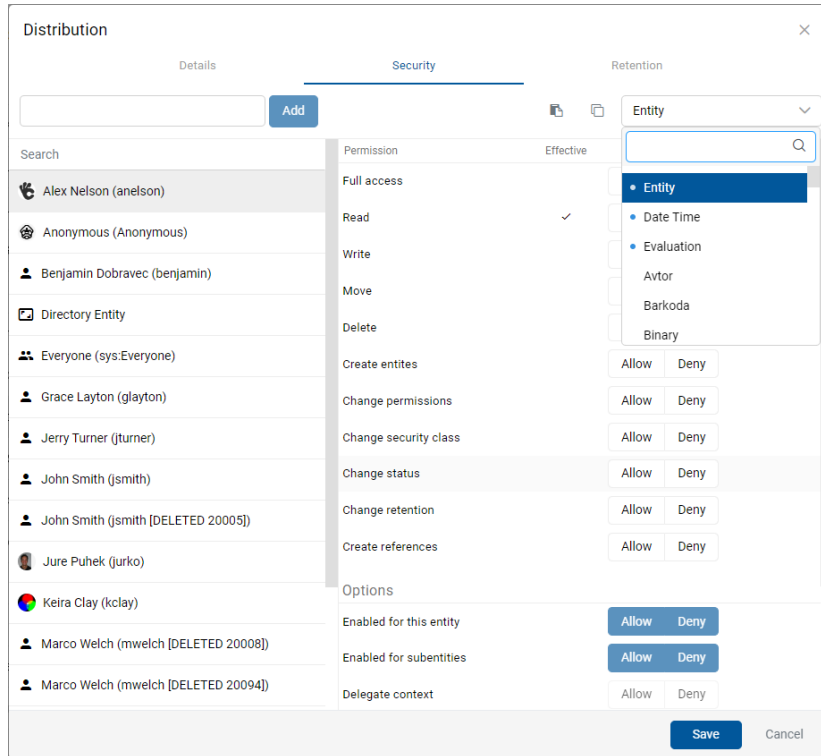 Distribution
Details Security Retention
Add Entity
Search
Permission Effective
Alex Nelson (anelson)
Anonymous (Anonymous)
Benjamin Dobravec (benjamin)
Directory Entity
Everyone (sys:Everyone)
Grace Layton (glayton)
Jerry Turner (jturner)
John Smith (jsmith)
John Smith (jsmith [DELETED 20005])
Jure Puhek (jurko)
Keira Clay (kclay)
Marco Welch (mwelch [DELETED 20008])
Marco Welch (mwelch [DELETED 20094])
Full access
Read
Write
Move
Delete
Create entites Allow Deny
Change permissions Allow Deny
Change security class Allow Deny
Change status Allow Deny
Change retention Allow Deny
Create references Allow Deny
Options
Enabled for this entity Allow Deny
Enabled for subentities Allow Deny
Delegate context Allow Deny
Entity
Date Time
Evaluation
Avtor
Barkoda
Binary
Save Cancel